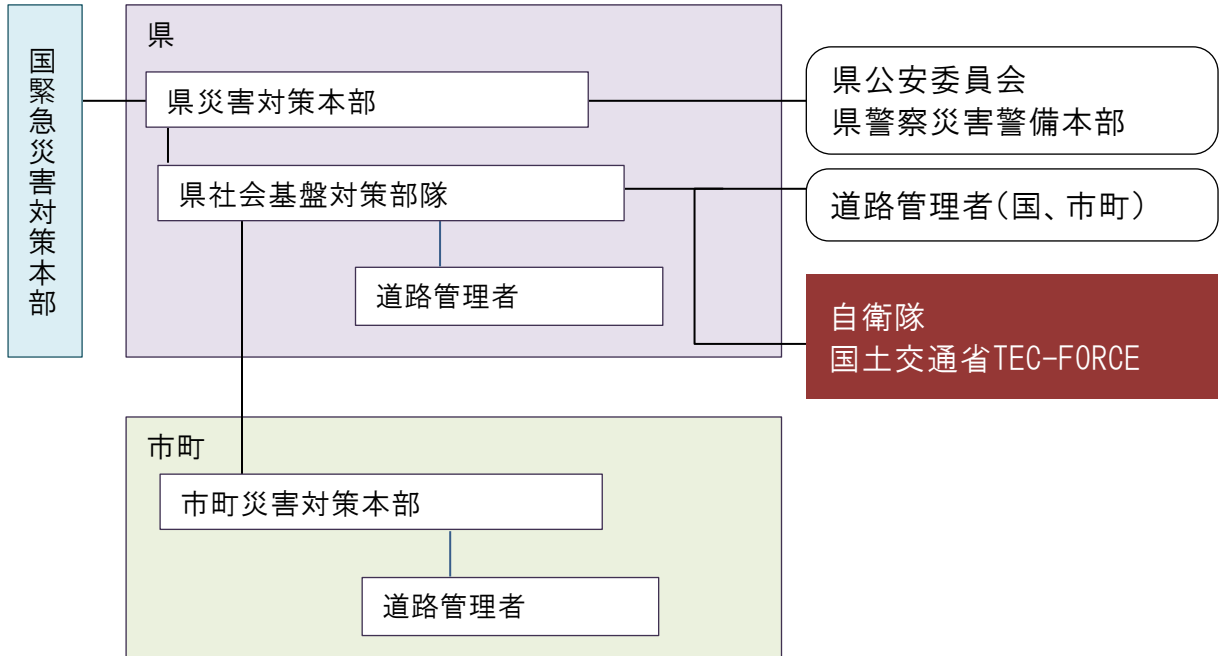 国緊急災害対策本部
県
県災害対策本部
県社会基盤対策部隊
道路管理者
県公安委員会
県警察災害警備本部
道路管理者(国、市町)
自衛隊
国土交通省TEC-FORCE
市町
市町災害対策本部
道路管理者